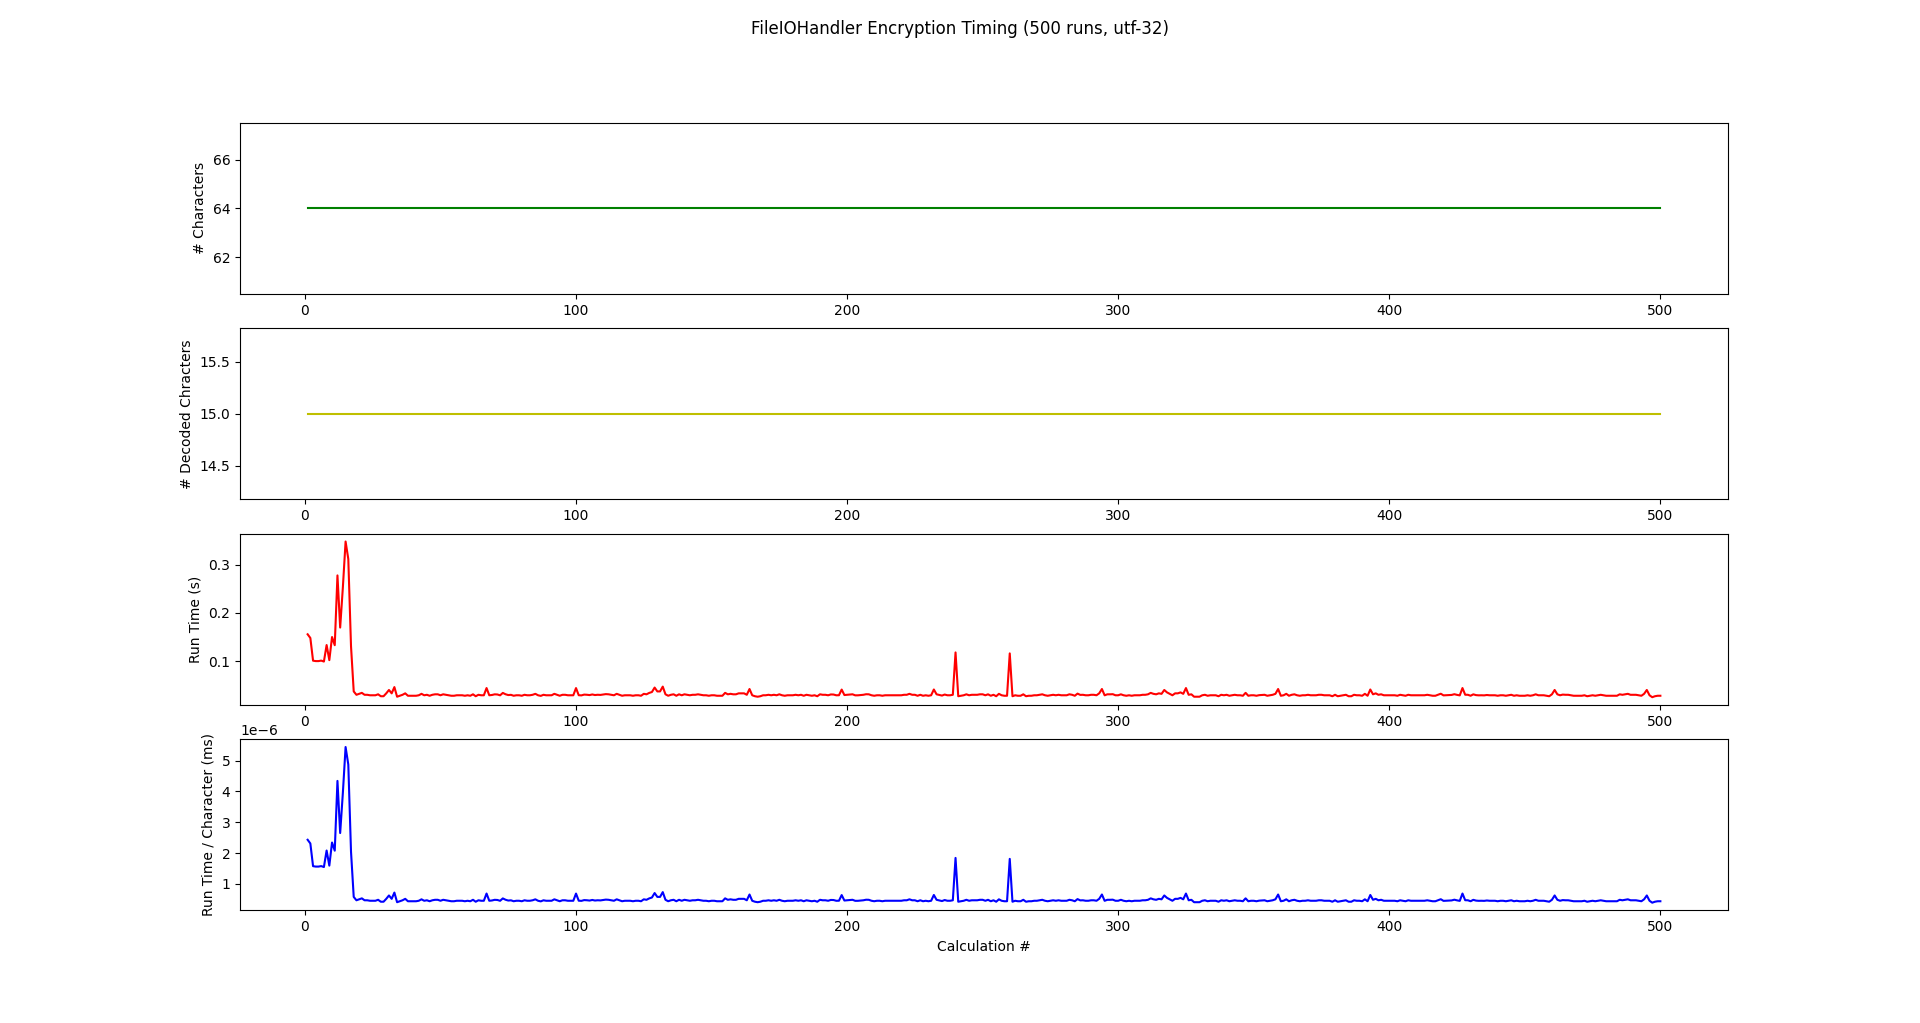 FileIOHandler Encryption Timing (500 runs, utf-32)
# Characters
66
64
62
0 100 200 300 400 500
# Decoded Chracters
15.5
15.0
14.5
0 100 200 300 400 500
Run Time (s)
0.3
0.2
0.1
0 100 200 300 400 500
1e−6
Run Time / Character (ms)
5
4
3
2
1
0 100 200 300 400 500
Calculation #